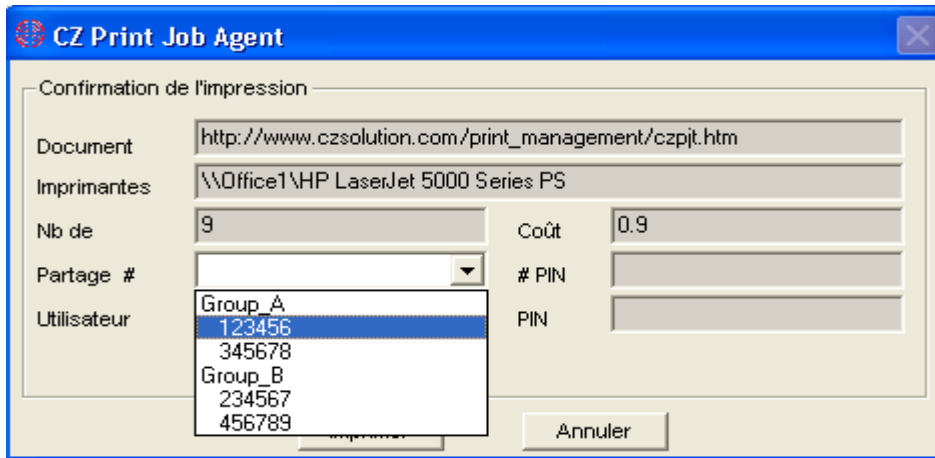 CZ Print Job Agent
Confirmation de l'impression
Document http://www.czsolution.com/print_management/czpjt.htm
Imprimantes \\Office1\HP LaserJet 5000 Series PS
Nb de 9 Coût 0.9
Partage # # PIN
Utilisateur PIN
Group_A
123456
345678
Group_B
234567
456789
Annuler